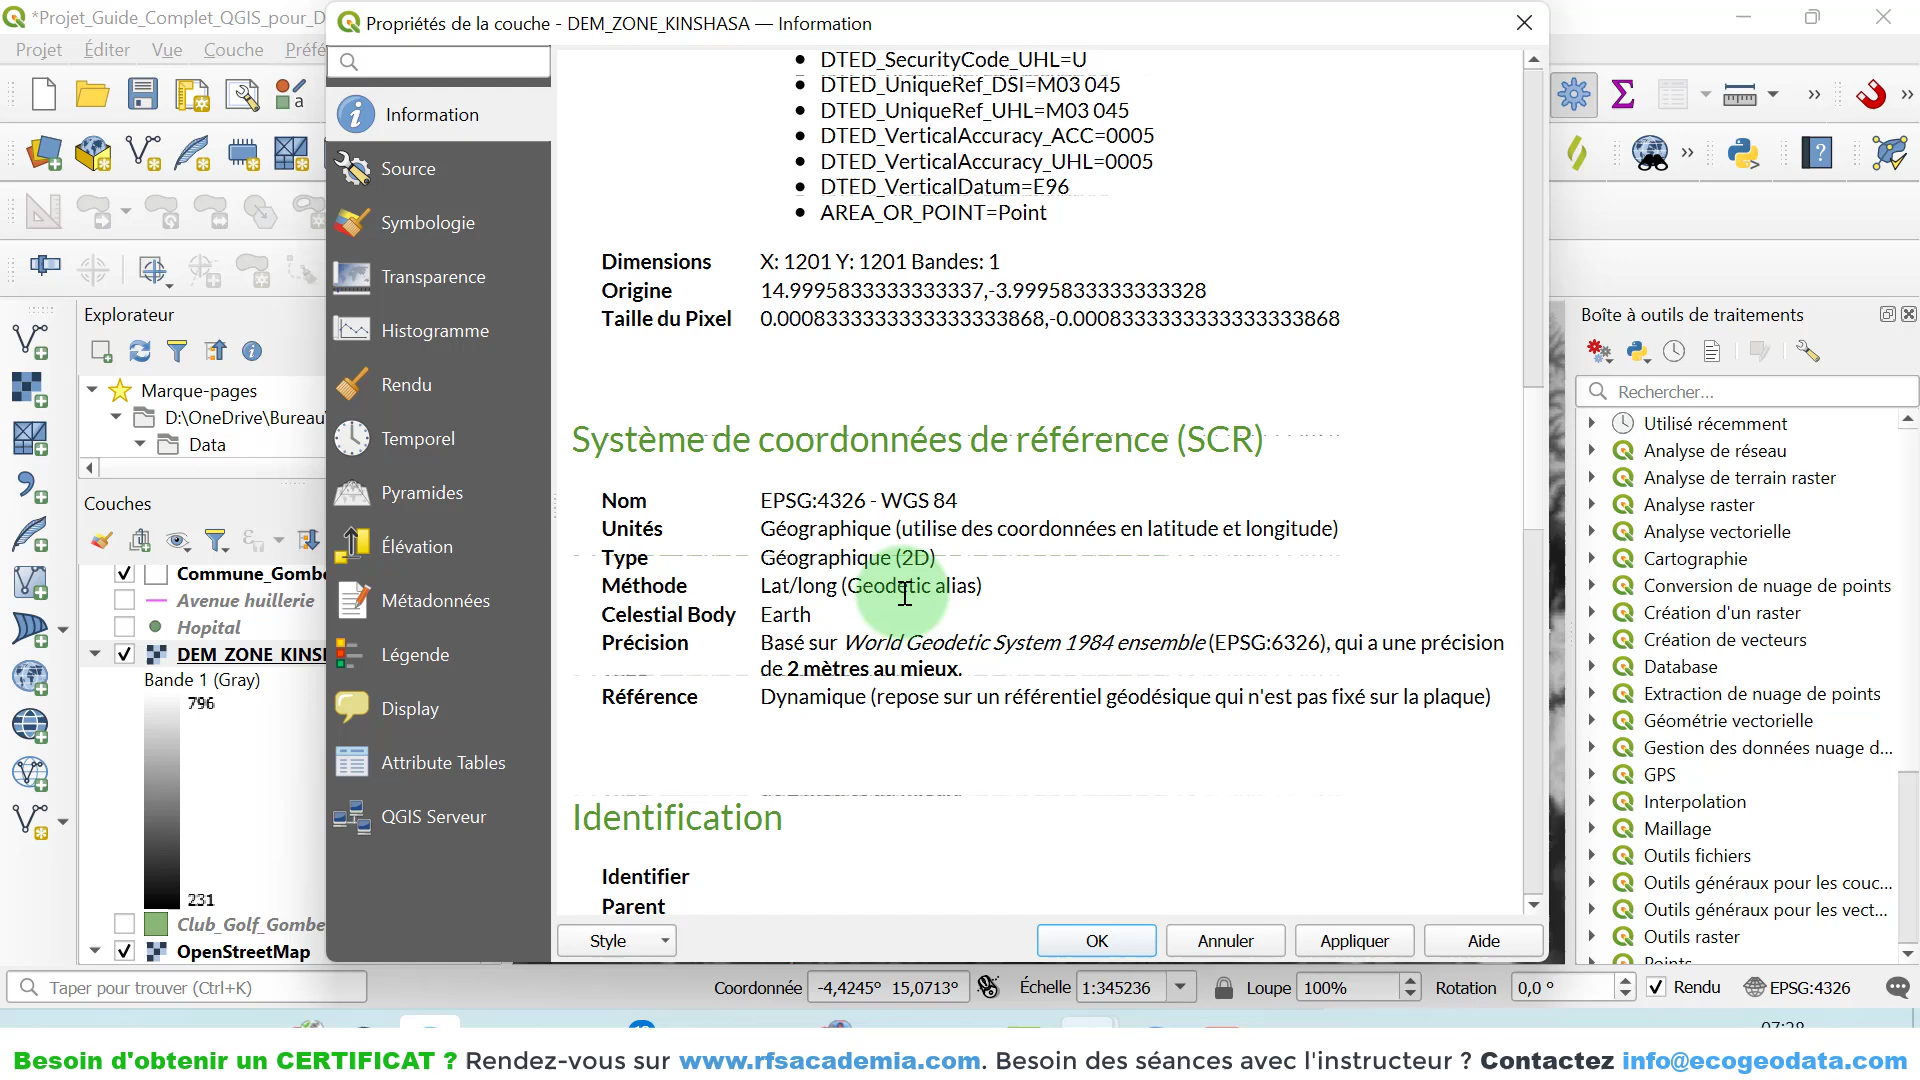 *Projet_Guide_Complet_QGIS_pour_D
Propriétés de la couche - DEM_ZONE_KINSHASA — Information
Projet Éditer Vue Couche Préfé
Information
Source
Symbologie
Transparence
Histogramme
Rendu
Temporel
Pyramides
Élévation
Métadonnées
Légende
Display
Attribute Tables
QGIS Serveur
DTED_SecurityCode_UHL=U
DTED_UniqueRef_DSI=M03 045
DTED_UniqueRef_UHL=M03 045
DTED_VerticalAccuracy_ACC=0005
DTED_VerticalAccuracy_UHL=0005
DTED_VerticalDatum=E96
AREA_OR_POINT=Point
Dimensions X: 1201 Y: 1201 Bandes: 1
Origine 14.9995833333333337,-3.9995833333333328
Taille du Pixel 0.0008333333333333333868,-0.0008333333333333333868
Système de coordonnées de référence (SCR)
Nom EPSG:4326 - WGS 84
Unités Géographique (utilise des coordonnées en latitude et longitude)
Type Géographique (2D)
Méthode Lat/long (Geodetic alias)
Celestial Body Earth
Précision Basé sur World Geodetic System 1984 ensemble (EPSG:6326), qui a une précision
de 2 mètres au mieux.
Référence Dynamique (repose sur un référentiel géodésique qui n'est pas fixé sur la plaque)
Identification
Identifier
Parent
Style OK Annuler Appliquer Aide
Explorateur
Marque-pages
D:\OneDrive\Bureau
Data
Couches
Commune_Gombe
Avenue huillerie
Hopital
DEM_ZONE_KINS
Bande 1 (Gray)
796
231
Club_Golf_Gombe
OpenStreetMap
Boîte à outils de traitements
Rechercher...
Utilisé récemment
Analyse de réseau
Analyse de terrain raster
Analyse raster
Analyse vectorielle
Cartographie
Conversion de nuage de points
Création d'un raster
Création de vecteurs
Database
Extraction de nuage de points
Géométrie vectorielle
Gestion des données nuage d...
GPS
Interpolation
Maillage
Outils fichiers
Outils généraux pour les couc...
Outils généraux pour les vect...
Outils raster
Points
Taper pour trouver (Ctrl+K) Coordonnée -4,4245° 15,0713° Échelle 1:345236 Loupe 100% Rotation 0,0 ° Rendu EPSG:4326
Besoin d'obtenir un CERTIFICAT ? Rendez-vous sur www.rfsacademia.com. Besoin des séances avec l'instructeur ? Contactez info@ecogeodata.com